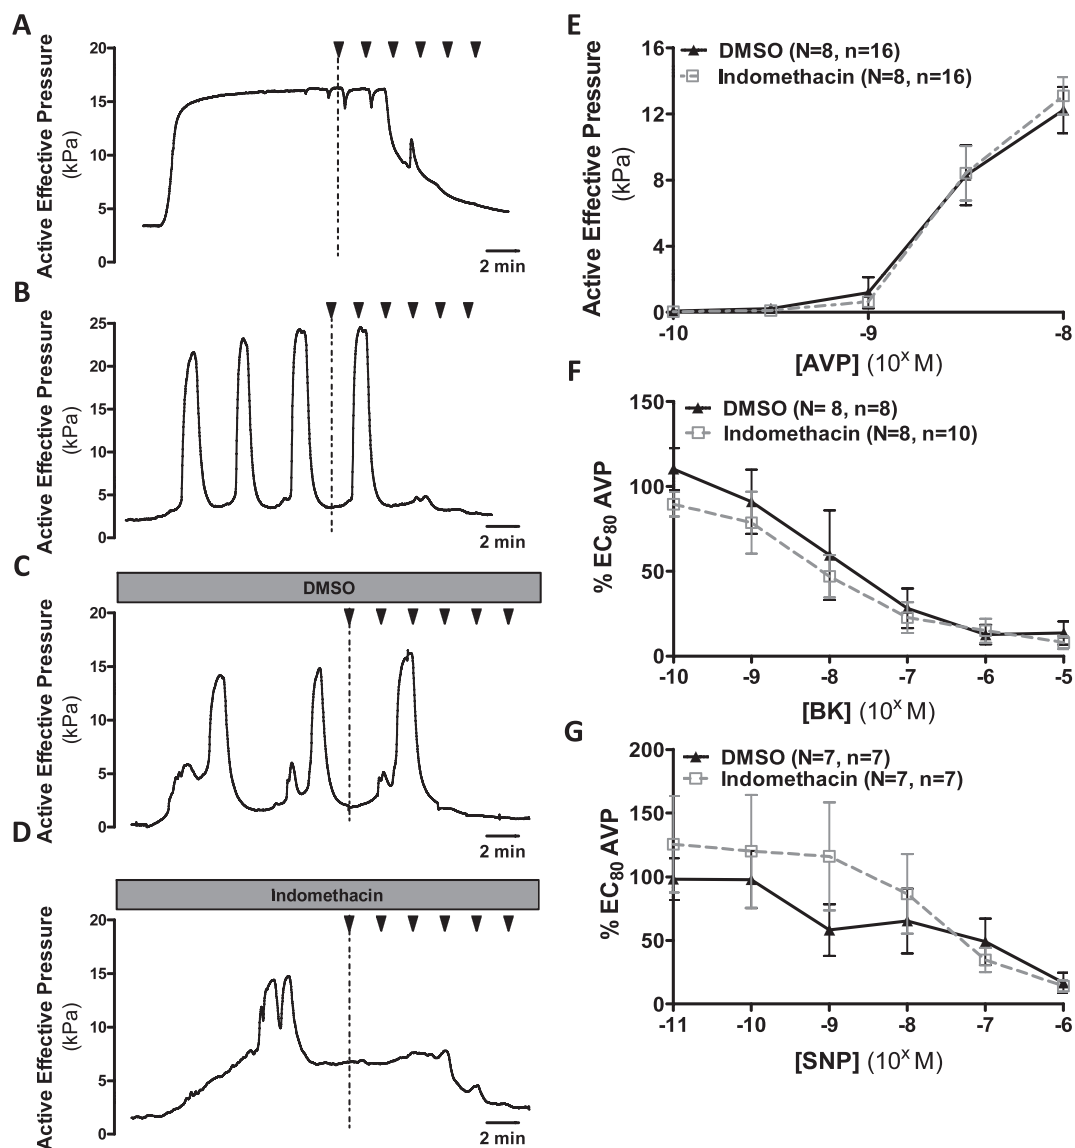 A
Active Effective Pressure
(kPa)
20
15
10
5
0
2 min
B
Active Effective Pressure
(kPa)
25
20
15
10
5
0
2 min
C
DMSO
Active Effective Pressure
(kPa)
20
15
10
5
0
2 min
D
Indomethacin
Active Effective Pressure
(kPa)
20
15
10
5
0
2 min
E
DMSO (N=8, n=16)
Indomethacin (N=8, n=16)
Active Effective Pressure
(kPa)
16
12
8
4
0
-10 -9 -8
[AVP] (10^x M)
F
DMSO (N= 8, n=8)
Indomethacin (N=8, n=10)
% EC80 AVP
150
100
50
0
-10 -9 -8 -7 -6 -5
[BK] (10^x M)
G
DMSO (N=7, n=7)
Indomethacin (N=7, n=7)
% EC80 AVP
200
150
100
50
0
-11 -10 -9 -8 -7 -6
[SNP] (10^x M)